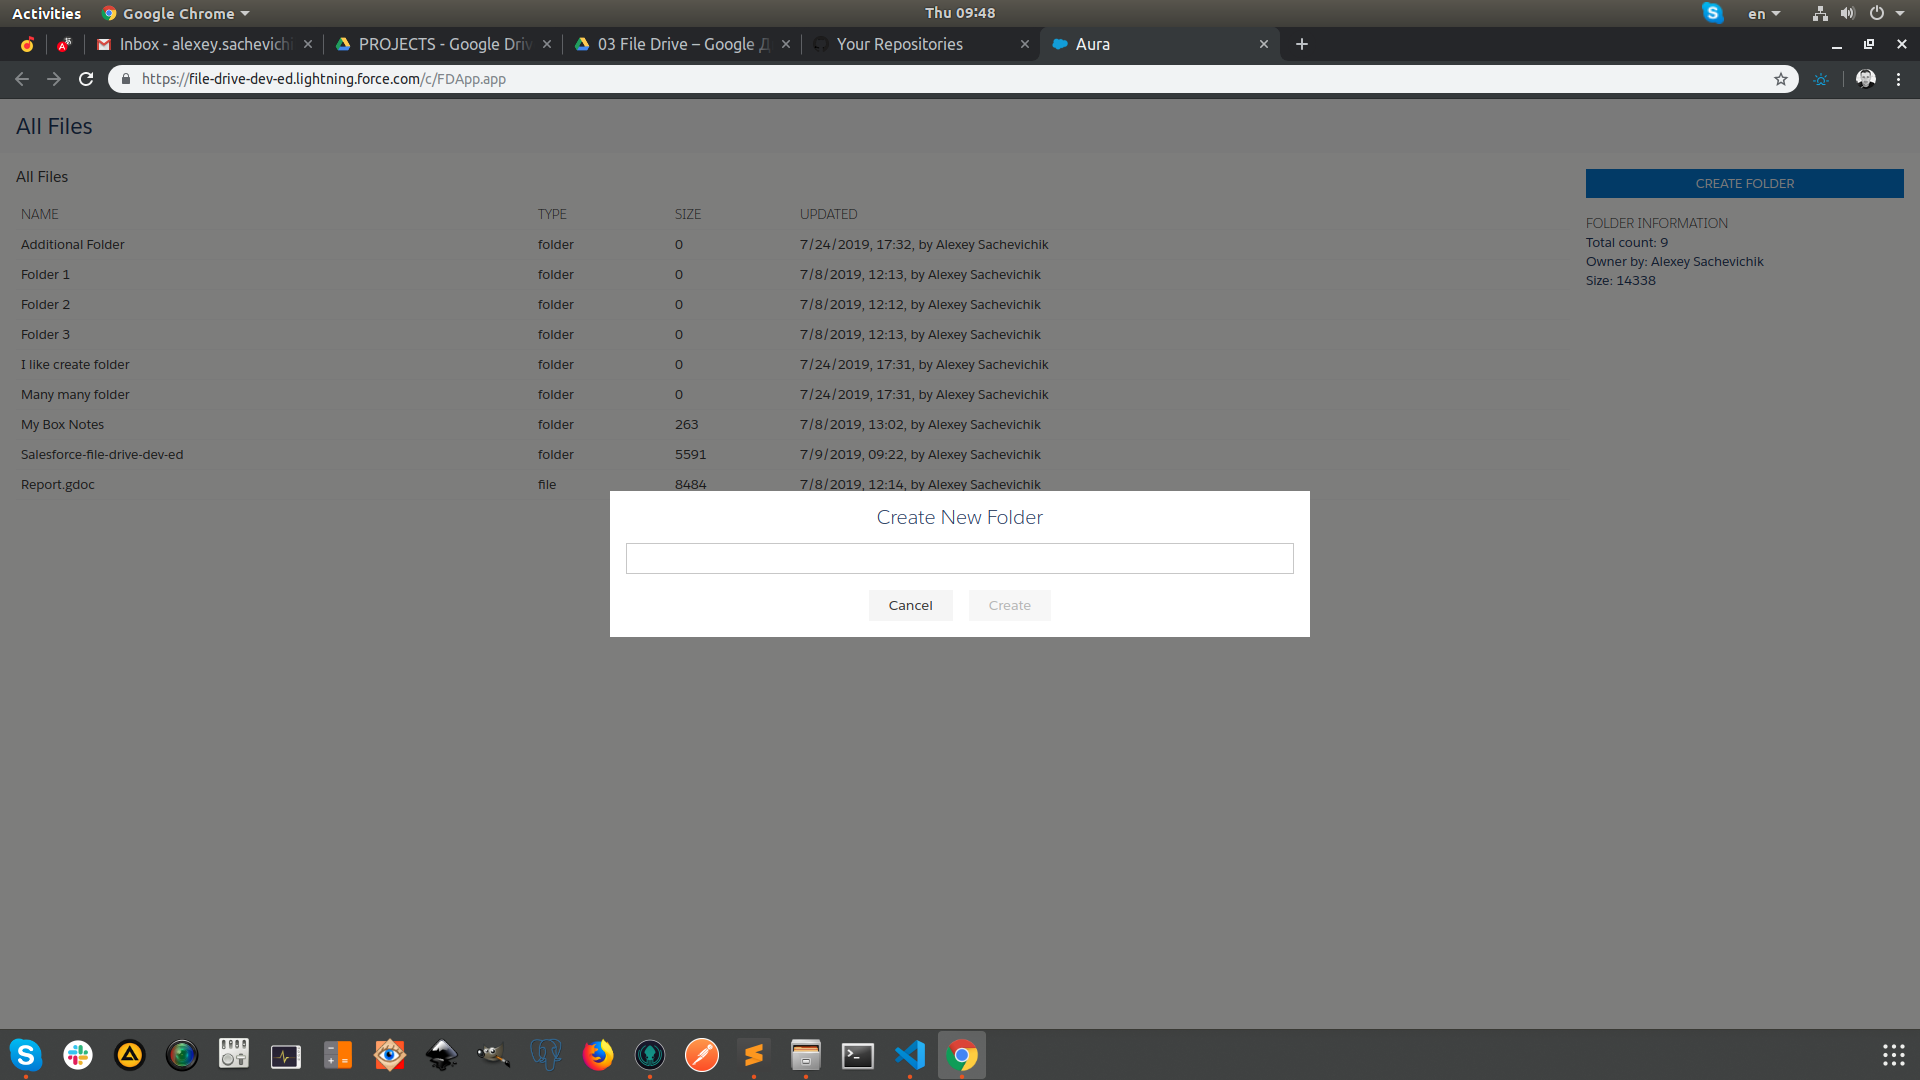 Activities Google Chrome Thu 09:48 en
Inbox - alexey.sachevichi PROJECTS - Google Driv 03 File Drive – Google Д Your Repositories Aura
https://file-drive-dev-ed.lightning.force.com/c/FDApp.app
All Files
All Files
CREATE FOLDER
NAME TYPE SIZE UPDATED
FOLDER INFORMATION
Additional Folder folder 0 7/24/2019, 17:32, by Alexey Sachevichik
Total count: 9
Owner by: Alexey Sachevichik
Folder 1 folder 0 7/8/2019, 12:13, by Alexey Sachevichik
Size: 14338
Folder 2 folder 0 7/8/2019, 12:12, by Alexey Sachevichik
Folder 3 folder 0 7/8/2019, 12:13, by Alexey Sachevichik
I like create folder folder 0 7/24/2019, 17:31, by Alexey Sachevichik
Many many folder folder 0 7/24/2019, 17:31, by Alexey Sachevichik
My Box Notes folder 263 7/8/2019, 13:02, by Alexey Sachevichik
Salesforce-file-drive-dev-ed folder 5591 7/9/2019, 09:22, by Alexey Sachevichik
Report.gdoc file 8484 7/8/2019, 12:14, by Alexey Sachevichik
Create New Folder
Cancel Create